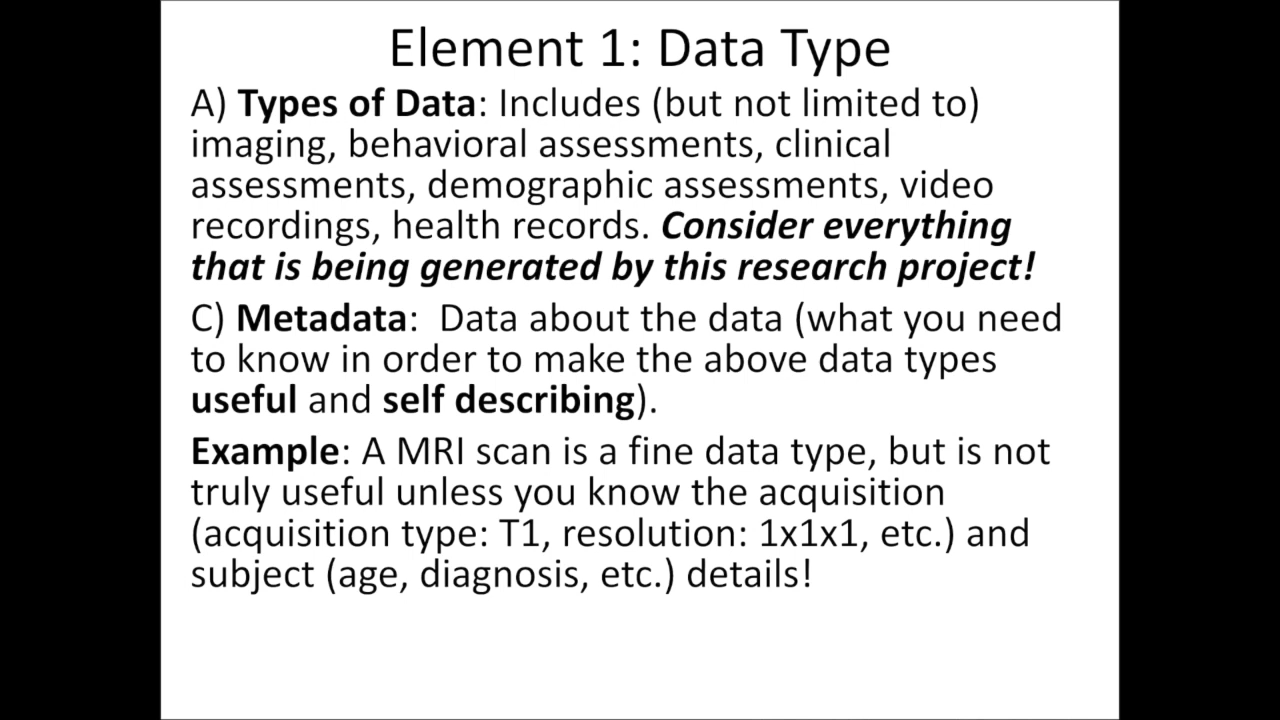 Element 1: Data Type
A) Types of Data: Includes (but not limited to)
imaging, behavioral assessments, clinical
assessments, demographic assessments, video
recordings, health records. Consider everything
that is being generated by this research project!
C) Metadata:  Data about the data (what you need
to know in order to make the above data types
useful and self describing).
Example: A MRI scan is a fine data type, but is not
truly useful unless you know the acquisition
(acquisition type: T1, resolution: 1x1x1, etc.) and
subject (age, diagnosis, etc.) details!